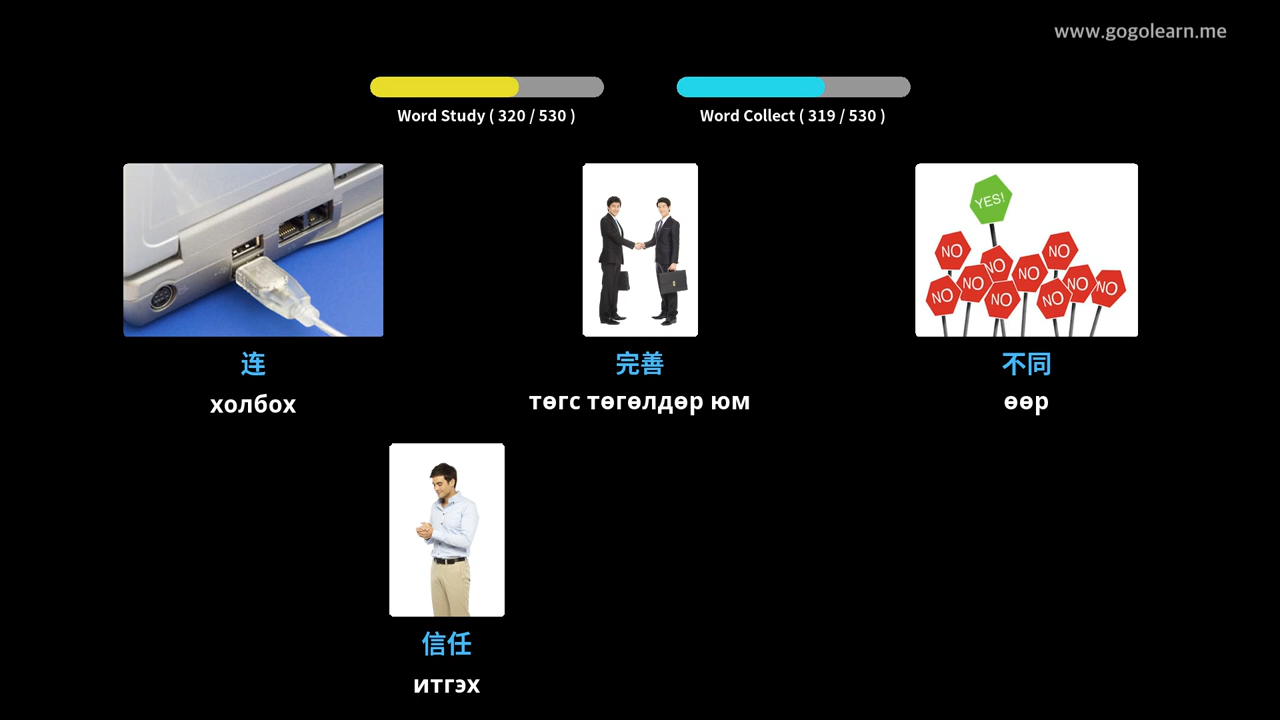 www.gogolearn.me
Word Study ( 320 / 530 )
Word Collect ( 319 / 530 )
YES!
NO
NO
NO
NO
NO
NO
NO
NO
NO
NO
连
完善
不同
холбох
төгс төгөлдөр юм
өөр
信任
итгэх